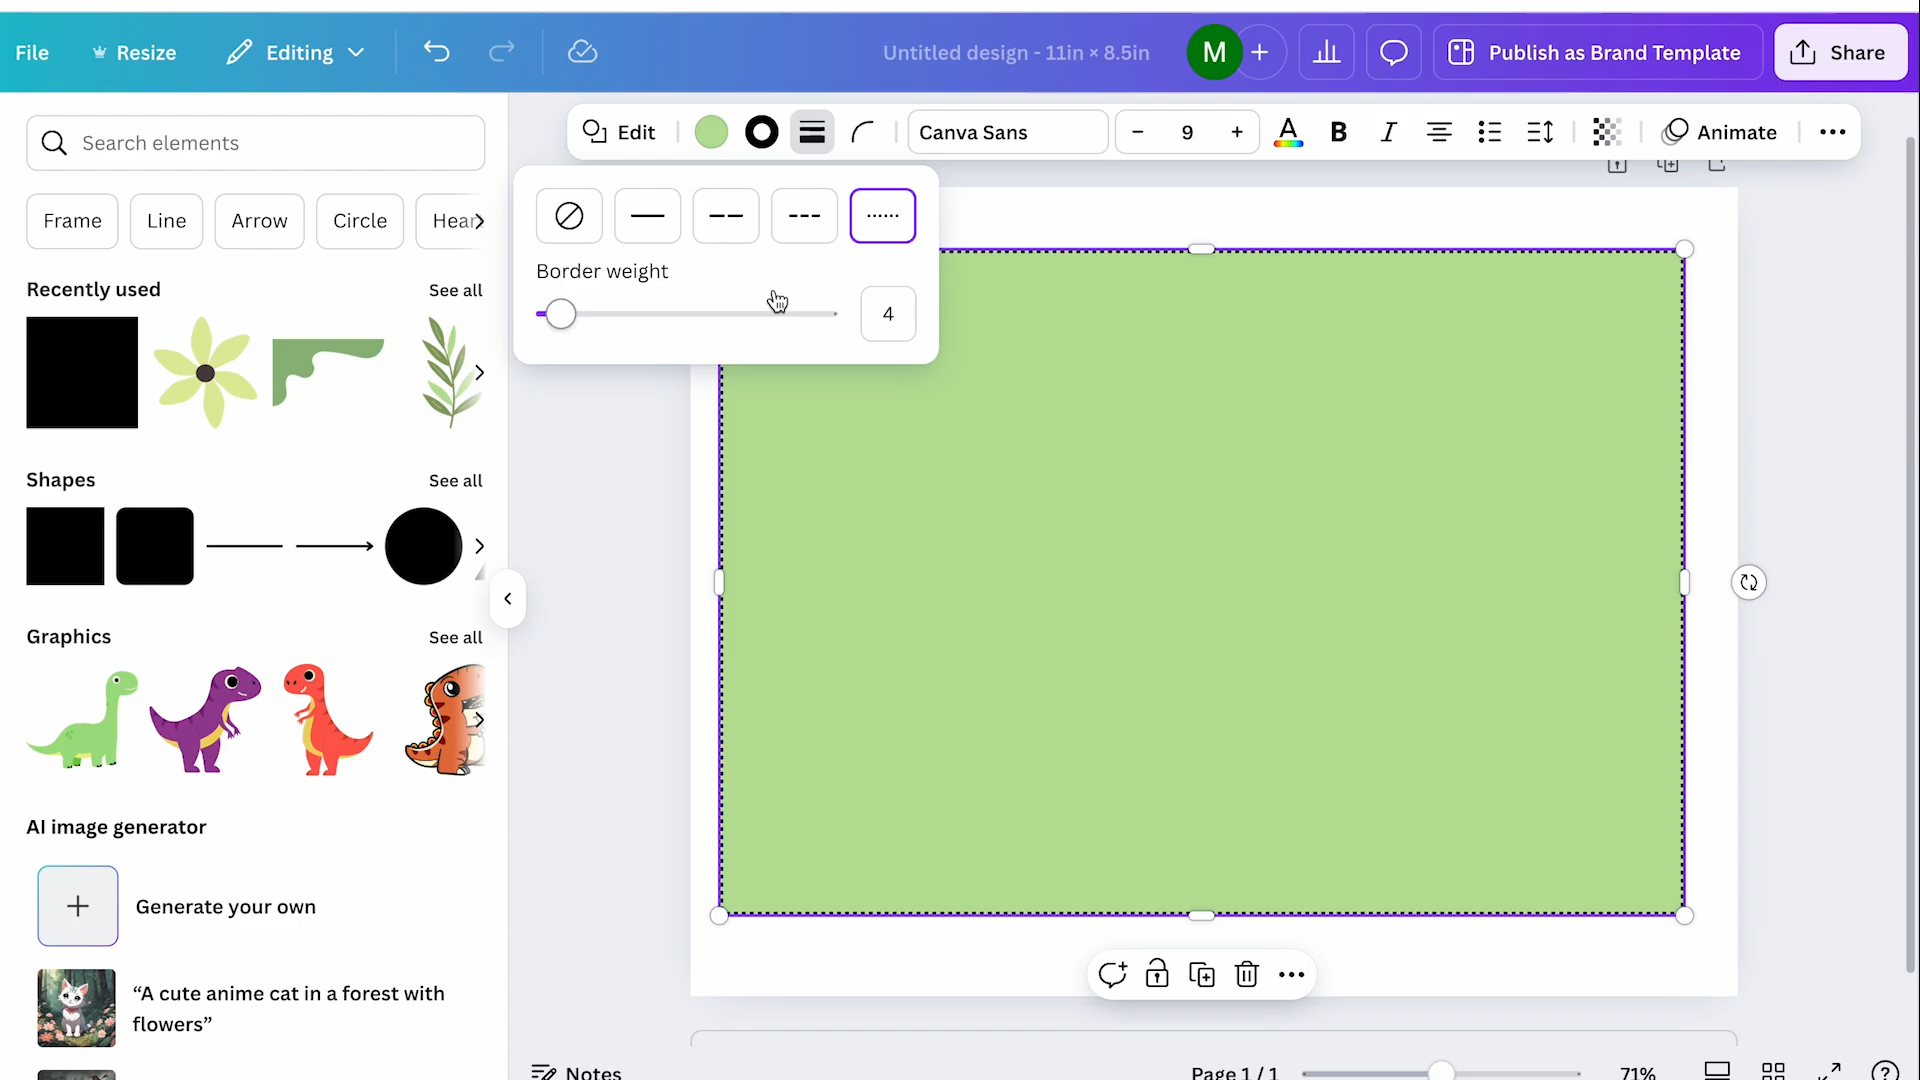 File
Resize
Editing
Untitled design - 11in × 8.5in
M
Publish as Brand Template
Share
Search elements
Edit
Canva Sans
9
A
B
I
Animate
Frame
Line
Arrow
Circle
Hear
Border weight
4
Recently used
See all
Shapes
See all
Graphics
See all
AI image generator
Generate your own
“A cute anime cat in a forest with
flowers”
Notes
Page 1 / 1
71%